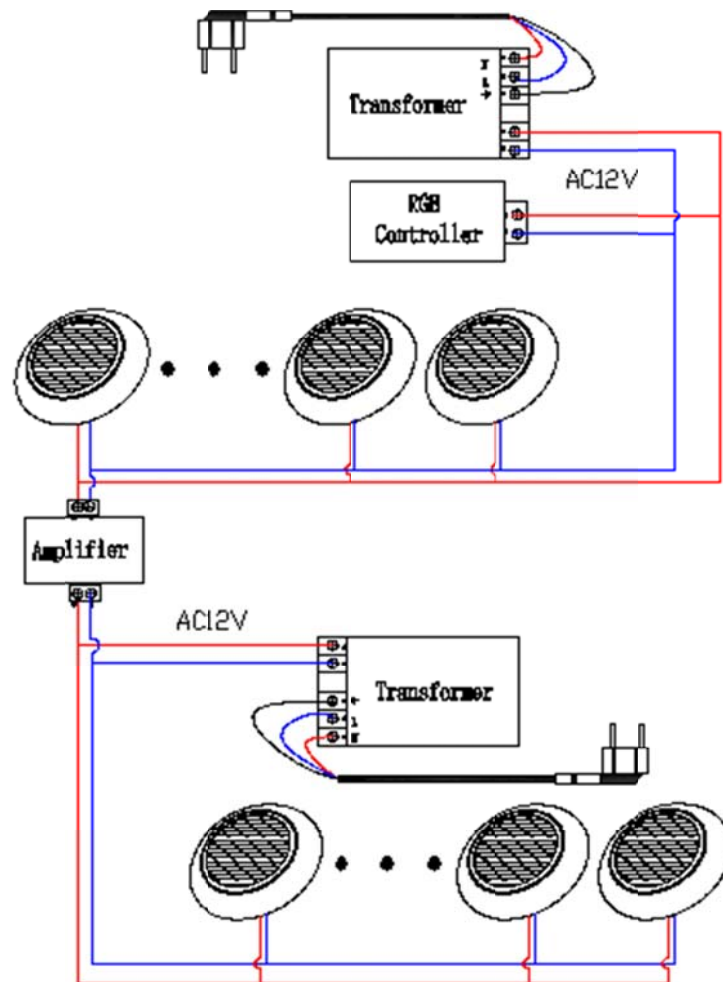 Transformer
N
L
AC12V
RGB
Controller
Amplifier
AC12V
Transformer
L
N